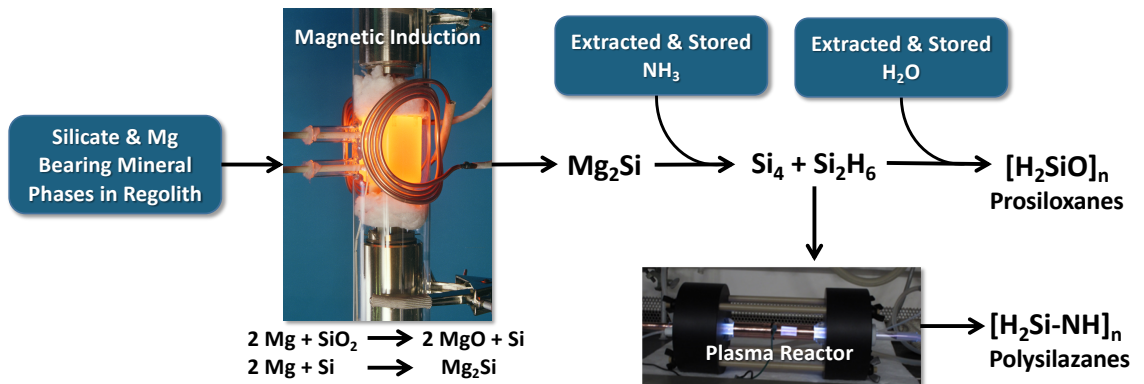 Magnetic Induction
Extracted & Stored
NH₃
Extracted & Stored
H₂O
Silicate & Mg
Bearing Mineral
Phases in Regolith
Mg₂Si
Si₄ + Si₂H₆
[H₂SiO]ₙ
Prosiloxanes
2 Mg + SiO₂ → 2 MgO + Si
2 Mg + Si → Mg₂Si
Plasma Reactor
[H₂Si-NH]ₙ
Polysilazanes